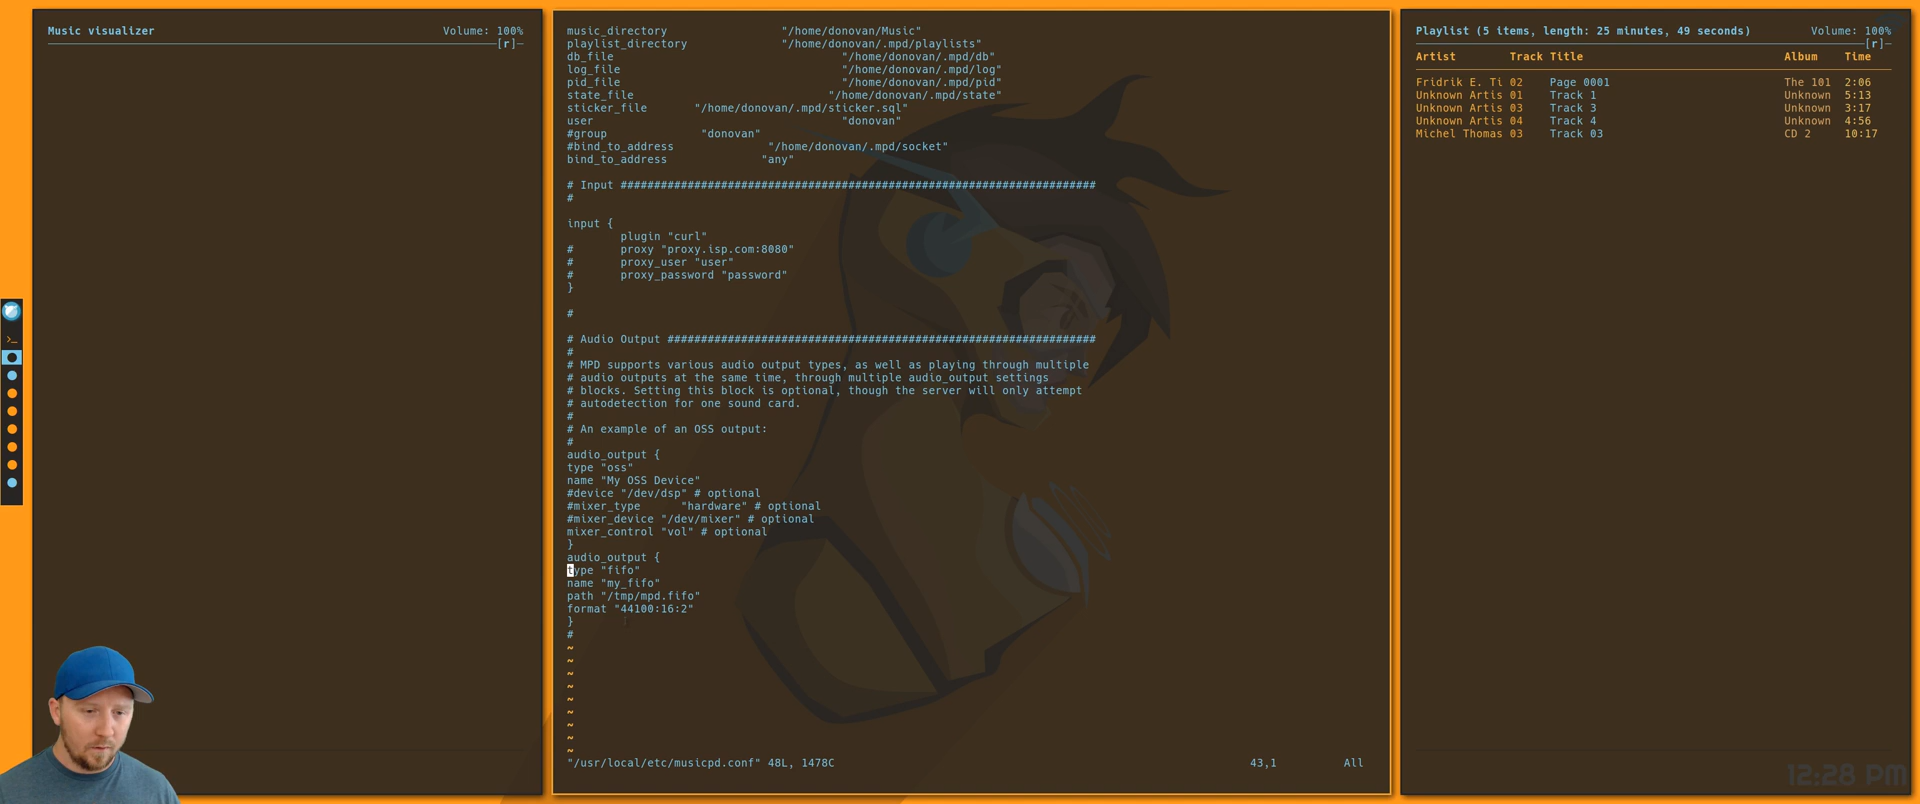 Music visualizer Volume: 100%
[r]
music_directory "/home/donovan/Music"
playlist_directory "/home/donovan/.mpd/playlists"
db_file "/home/donovan/.mpd/db"
log_file "/home/donovan/.mpd/log"
pid_file "/home/donovan/.mpd/pid"
state_file "/home/donovan/.mpd/state"
sticker_file "/home/donovan/.mpd/sticker.sql"
user "donovan"
#group "donovan"
#bind_to_address "/home/donovan/.mpd/socket"
bind_to_address "any"
# Input #######################################################################
#
input {
plugin "curl"
# proxy "proxy.isp.com:8080"
# proxy_user "user"
# proxy_password "password"
}
#
# Audio Output ################################################################
#
# MPD supports various audio output types, as well as playing through multiple
# audio outputs at the same time, through multiple audio_output settings
# blocks. Setting this block is optional, though the server will only attempt
# autodetection for one sound card.
#
# An example of an OSS output:
#
audio_output {
type "oss"
name "My OSS Device"
#device "/dev/dsp" # optional
#mixer_type "hardware" # optional
#mixer_device "/dev/mixer" # optional
mixer_control "vol" # optional
}
audio_output {
type "fifo"
name "my_fifo"
path "/tmp/mpd.fifo"
format "44100:16:2"
}
#
~
~
~
~
~
~
~
~
~
"/usr/local/etc/musicpd.conf" 48L, 1478C 43,1 All
Playlist (5 items, length: 25 minutes, 49 seconds) Volume: 100%
[r]
Artist Track Title Album Time
Fridrik E. Ti 02 Page 0001 The 101 2:06
Unknown Artis 01 Track 1 Unknown 5:13
Unknown Artis 03 Track 3 Unknown 3:17
Unknown Artis 04 Track 4 Unknown 4:56
Michel Thomas 03 Track 03 CD 2 10:17
12:28 PM